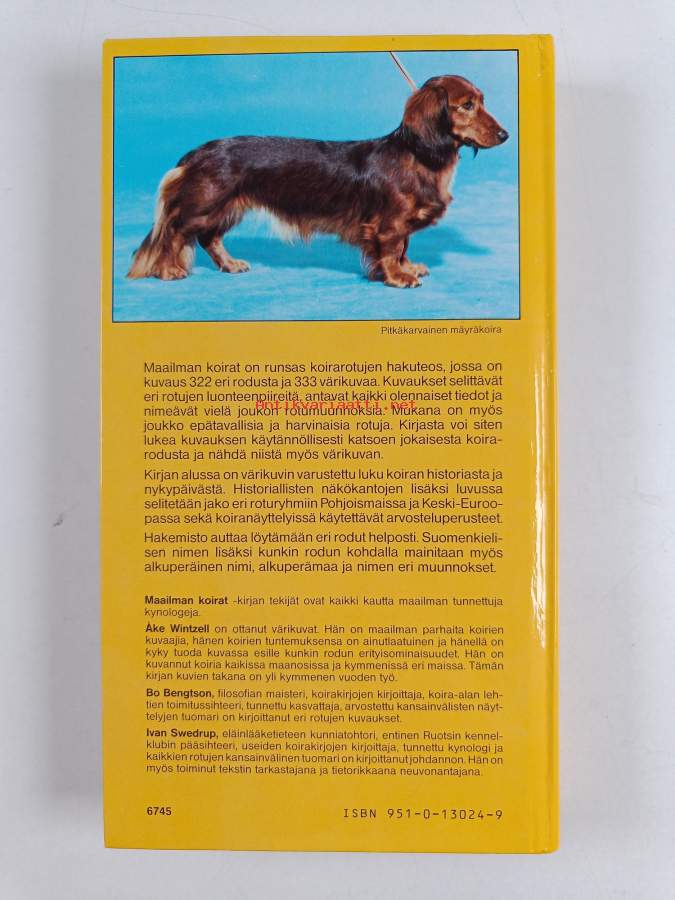 Pitkäkarvainen mäyräkoira
Maailman koirat on runsas koirarotujen hakuteos, jossa on
kuvaus 322 eri rodusta ja 333 värikuvaa. Kuvaukset selittävät
eri rotujen luonteenpiireitä, antavat kaikki olennaiset tiedot ja
nimeävät vielä joukon rotumuunnoksia. Mukana on myös
Antikvariaatti.net
joukko epätavallisia ja harvinaisia rotuja. Kirjasta voi siten
lukea kuvauksen käytännöllisesti katsoen jokaisesta koira-
rodusta ja nähdä niistä myös värikuvan.
Kirjan alussa on värikuvin varustettu luku koiran historiasta ja
nykypäivästä. Historiallisten näkökantojen lisäksi luvussa
selitetään jako eri roturyhmiin Pohjoismaissa ja Keski-Euroo-
passa sekä koiranäyttelyissä käytettävät arvosteluperusteet.
Hakemisto auttaa löytämään eri rodut helposti. Suomenkieli-
sen nimen lisäksi kunkin rodun kohdalla mainitaan myös
alkuperäinen nimi, alkuperämaa ja nimen eri muunnokset.
Maailman koirat -kirjan tekijät ovat kaikki kautta maailman tunnettuja
kynologeja.
Åke Wintzell on ottanut värikuvat. Hän on maailman parhaita koirien
kuvaajia, hänen koirien tuntemuksensa on ainutlaatuinen ja hänellä on
kyky tuoda kuvassa esille kunkin rodun erityisominaisuudet. Hän on
kuvannut koiria kaikissa maanosissa ja kymmenissä eri maissa. Tämän
kirjan kuvien takana on yli kymmenen vuoden työ.
Bo Bengtson, filosofian maisteri, koirakirjojen kirjoittaja, koira-alan leh-
tien toimitussihteeri, tunnettu kasvattaja, arvostettu kansainvälisten näyt-
telyjen tuomari on kirjoittanut eri rotujen kuvaukset.
Ivan Swedrup, eläinlääketieteen kunniatohtori, entinen Ruotsin kennel-
klubin pääsihteeri, useiden koirakirjojen kirjoittaja, tunnettu kynologi ja
kaikkien rotujen kansainvälinen tuomari on kirjoittanut johdannon. Hän on
myös toiminut tekstin tarkastajana ja tietorikkaana neuvonantajana.
6745
ISBN 951-0-13024-9